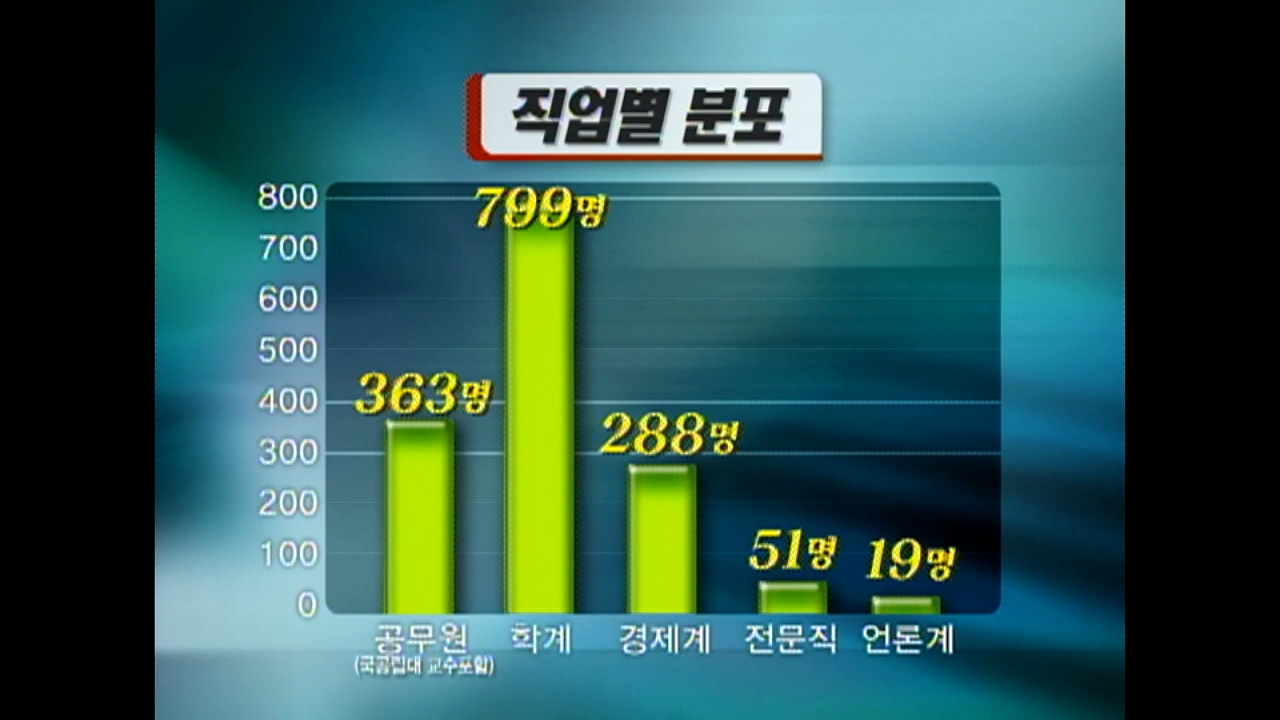 직업별 분포
800
700
600
500
400
300
200
100
0
363명
799명
288명
51명
19명
공무원
(국공립대 교수포함)
학계
경제계
전문직
언론계